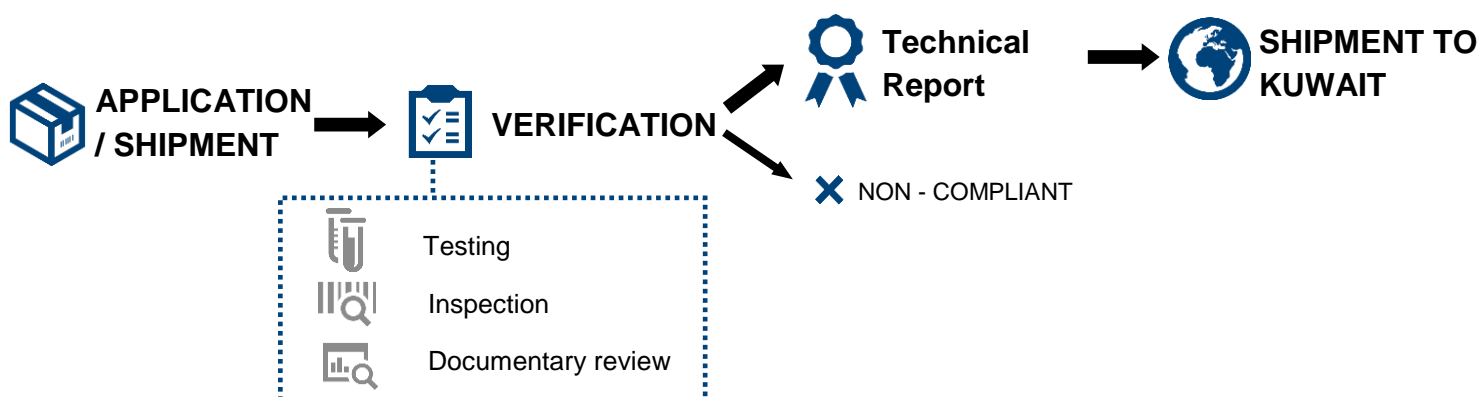 APPLICATION
/ SHIPMENT
VERIFICATION
Technical
Report
SHIPMENT TO
KUWAIT
NON - COMPLIANT
Testing
Inspection
Documentary review